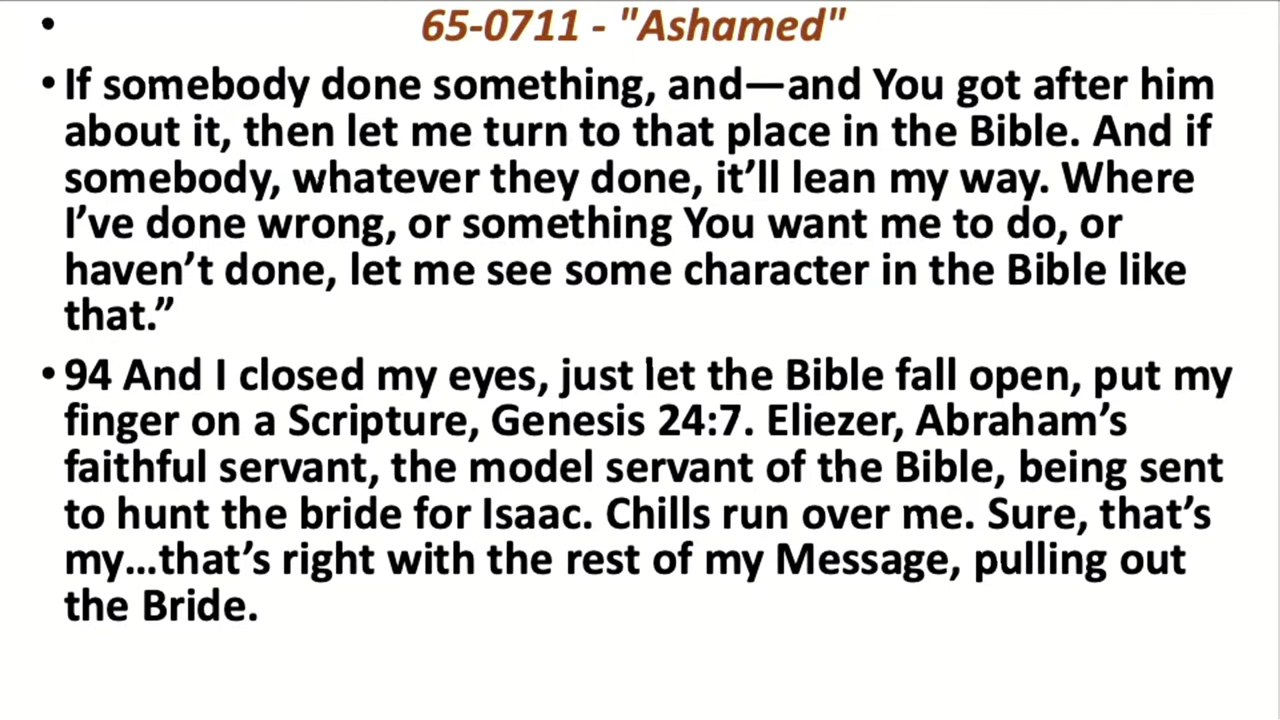 65-0711 - "Ashamed"
• If somebody done something, and—and You got after him
about it, then let me turn to that place in the Bible. And if
somebody, whatever they done, it’ll lean my way. Where
I’ve done wrong, or something You want me to do, or
haven’t done, let me see some character in the Bible like
that.”
• 94 And I closed my eyes, just let the Bible fall open, put my
finger on a Scripture, Genesis 24:7. Eliezer, Abraham’s
faithful servant, the model servant of the Bible, being sent
to hunt the bride for Isaac. Chills run over me. Sure, that’s
my…that’s right with the rest of my Message, pulling out
the Bride.